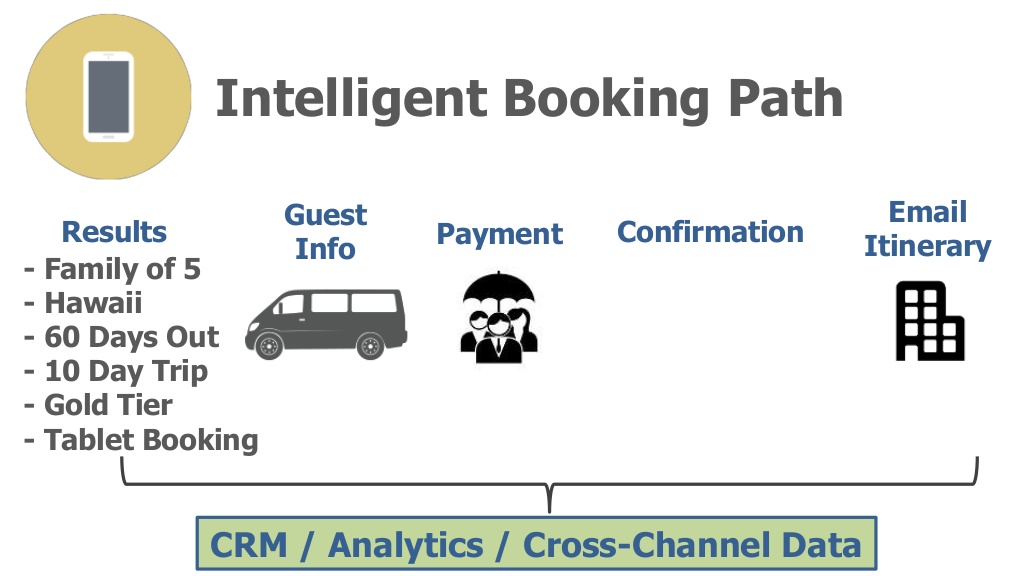 Intelligent Booking Path
Results
- Family of 5
- Hawaii
- 60 Days Out
- 10 Day Trip
- Gold Tier
- Tablet Booking
Guest
Info
Payment
Confirmation
Email
Itinerary
CRM / Analytics / Cross-Channel Data